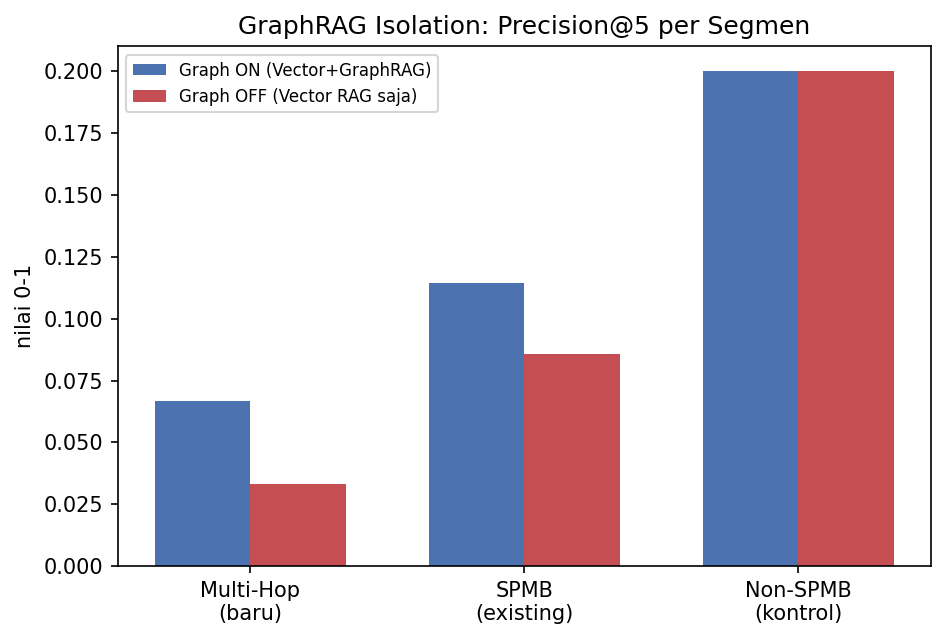 GraphRAG Isolation: Precision@5 per Segmen
Graph ON (Vector+GraphRAG)
Graph OFF (Vector RAG saja)
nilai 0-1
0.200
0.175
0.150
0.125
0.100
0.075
0.050
0.025
0.000
Multi-Hop
(baru)
SPMB
(existing)
Non-SPMB
(kontrol)